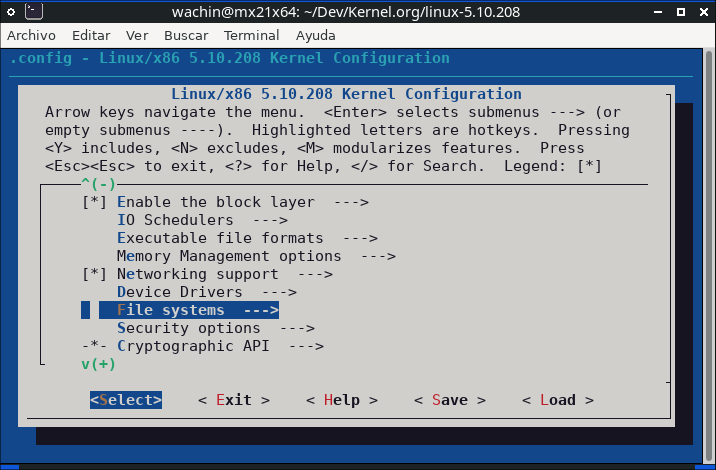 wachin@mx21x64: ~/Dev/Kernel.org/linux-5.10.208
Archivo Editar Ver Buscar Terminal Ayuda
.config - Linux/x86 5.10.208 Kernel Configuration
Linux/x86 5.10.208 Kernel Configuration
Arrow keys navigate the menu.  <Enter> selects submenus ---> (or
empty submenus ----).  Highlighted letters are hotkeys.  Pressing
<Y> includes, <N> excludes, <M> modularizes features.  Press
<Esc><Esc> to exit, <?> for Help, </> for Search.  Legend: [*]
^(-)
[*] Enable the block layer  --->
IO Schedulers  --->
Executable file formats  --->
Memory Management options  --->
[*] Networking support  --->
Device Drivers  --->
File systems  --->
Security options  --->
-*- Cryptographic API  --->
v(+)
<Select>    < Exit >    < Help >    < Save >    < Load >